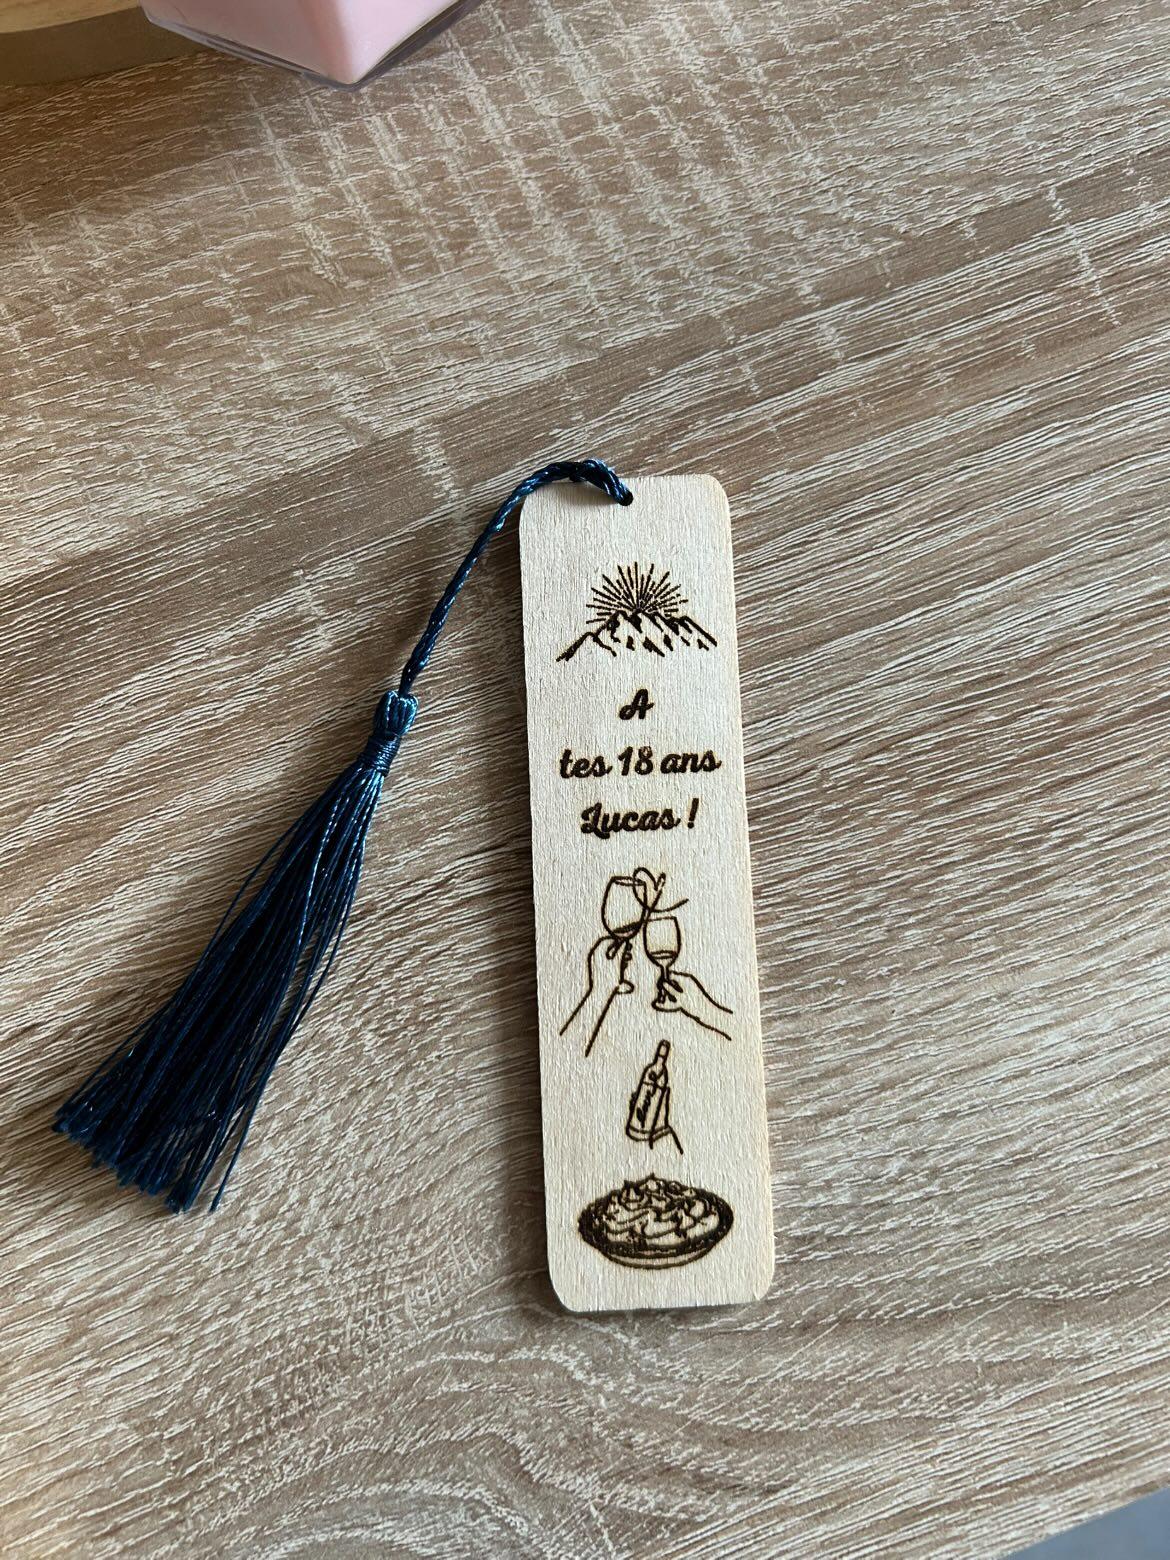 A
tes 18 ans
Lucas !